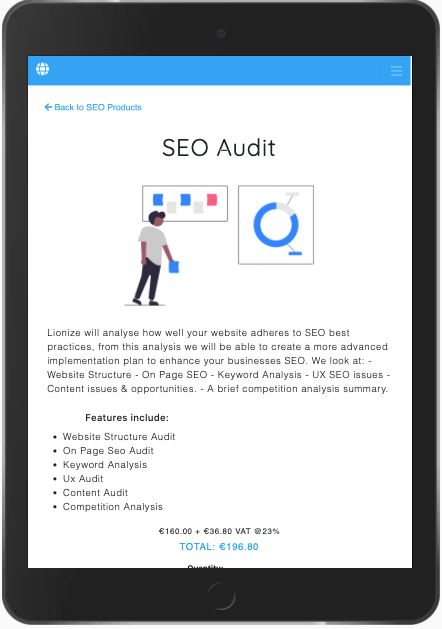 Back to SEO Products
SEO Audit
Lionize will analyse how well your website adheres to SEO best
practices, from this analysis we will be able to create a more advanced
implementation plan to enhance your businesses SEO. We look at: -
Website Structure - On Page SEO - Keyword Analysis - UX SEO issues -
Content issues & opportunities. - A brief competition analysis summary.
Features include:
Website Structure Audit
On Page Seo Audit
Keyword Analysis
Ux Audit
Content Audit
Competition Analysis
€160.00 + €36.80 VAT @23%
TOTAL: €196.80
Quantity: